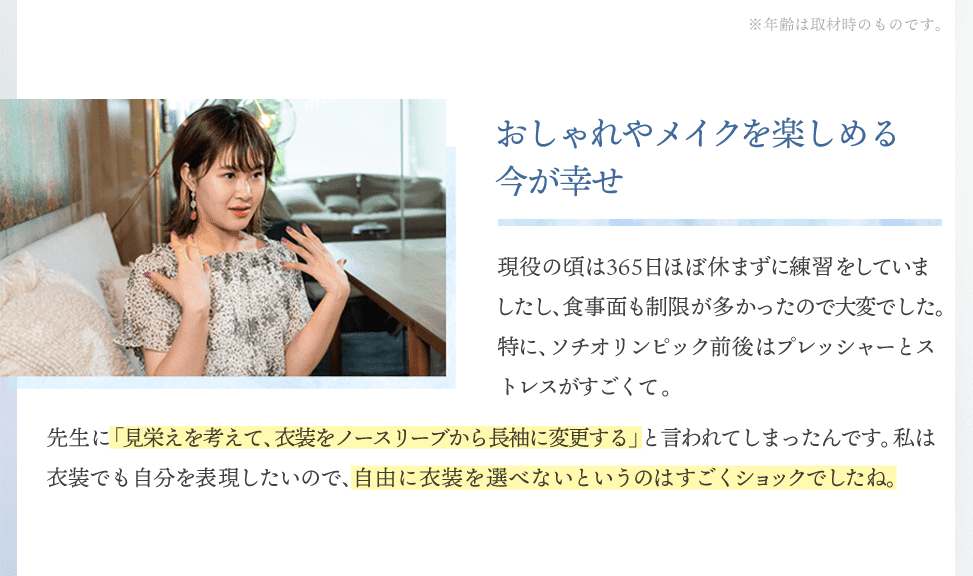 ※年齢は取材時のものです。
おしゃれやメイクを楽しめる
今が幸せ
現役の頃は365日ほぼ休まずに練習をしていま
したし、食事面も制限が多かったので大変でした。
特に、ソチオリンピック前後はプレッシャーとス
トレスがすごくて。
先生に「見栄えを考えて、衣装をノースリーブから長袖に変更する」と言われてしまったんです。私は
衣装でも自分を表現したいので、自由に衣装を選べないというのはすごくショックでしたね。